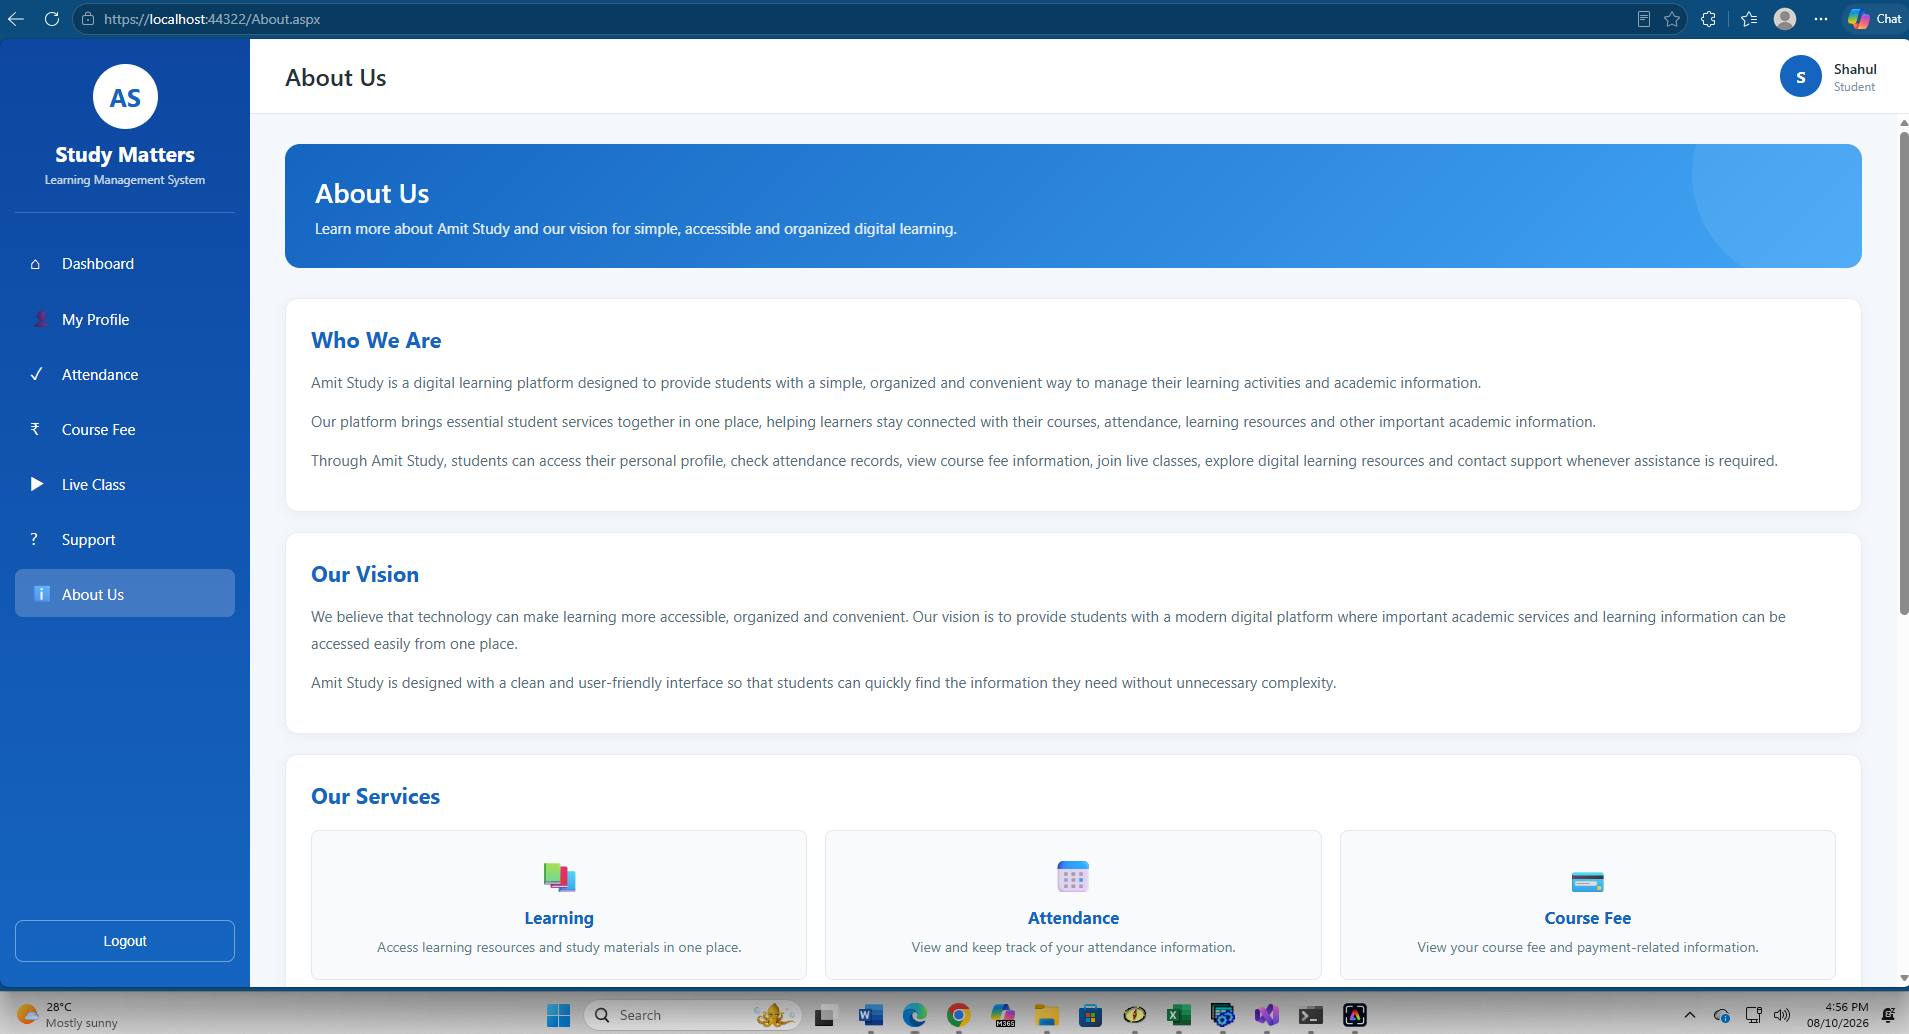 https://localhost:44322/About.aspx
Chat
AS
Study Matters
Learning Management System
Dashboard
My Profile
Attendance
₹ Course Fee
Live Class
? Support
i About Us
Logout
About Us
S
Shahul
Student
About Us
Learn more about Amit Study and our vision for simple, accessible and organized digital learning.
Who We Are
Amit Study is a digital learning platform designed to provide students with a simple, organized and convenient way to manage their learning activities and academic information.
Our platform brings essential student services together in one place, helping learners stay connected with their courses, attendance, learning resources and other important academic information.
Through Amit Study, students can access their personal profile, check attendance records, view course fee information, join live classes, explore digital learning resources and contact support whenever assistance is required.
Our Vision
We believe that technology can make learning more accessible, organized and convenient. Our vision is to provide students with a modern digital platform where important academic services and learning information can be
accessed easily from one place.
Amit Study is designed with a clean and user-friendly interface so that students can quickly find the information they need without unnecessary complexity.
Our Services
Learning
Access learning resources and study materials in one place.
Attendance
View and keep track of your attendance information.
Course Fee
View your course fee and payment-related information.
28°C
Mostly sunny
Search
M365
4:56 PM
08/10/2026